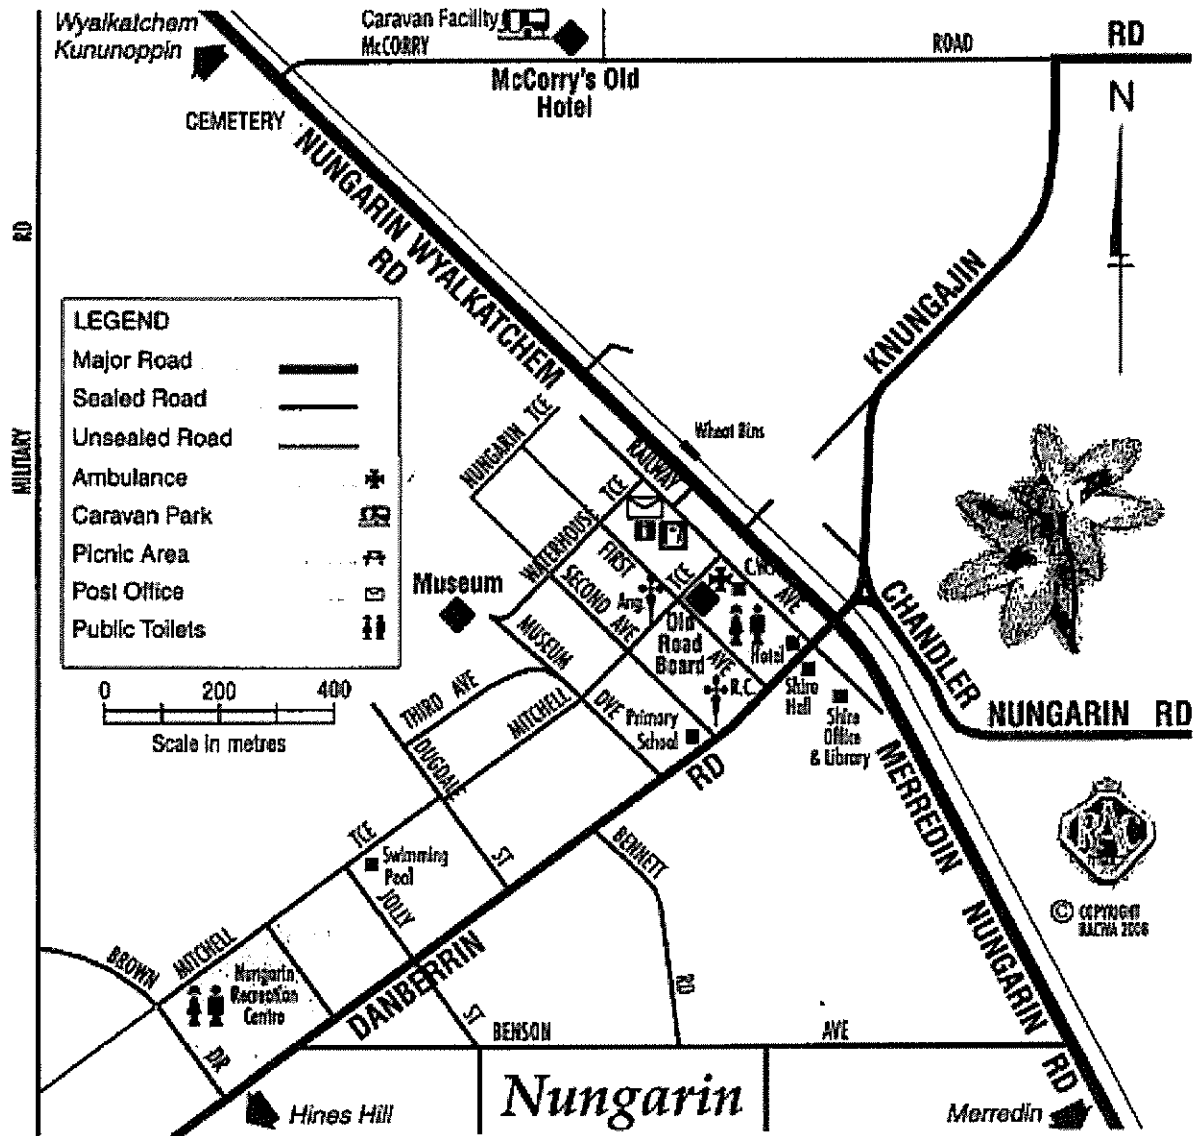 Wyalkatchem
Kununoppin
Caravan Facility
McCORRY
ROAD
RD
McCorry's Old
Hotel
N
CEMETERY
NUNGARIN WYALKATCHEM
RD
MILITARY
RD
KNUNGAJIN
LEGEND
Major Road
Sealed Road
Unsealed Road
Ambulance
Caravan Park
Picnic Area
Post Office
Public Toilets
0 200 400
Scale in metres
Wheat Bins
NUNGARIN TCE
RAILWAY
AVE
WATERHOUSE TCE
FIRST
AVE
SECOND AVE
Museum
MUSEUM
DVE
Ang.
TCE
Old
Road
Board
Hotel
R.C.
Shire
Hall
Shire
Office
& Library
CHANDLER
NUNGARIN RD
THIRD AVE
MITCHELL
Primary
School
RD
DUGDALE
ST
MERREDIN
NUNGARIN
RD
BENNETT
RD
TCE
Swimming
Pool
JOLLY
ST
MITCHELL
BROWN
DR
Nungarin
Recreation
Centre
DANBERRIN
BENSON
AVE
© COPYRIGHT
RACWA 2006
Hines Hill
Nungarin
Merredin